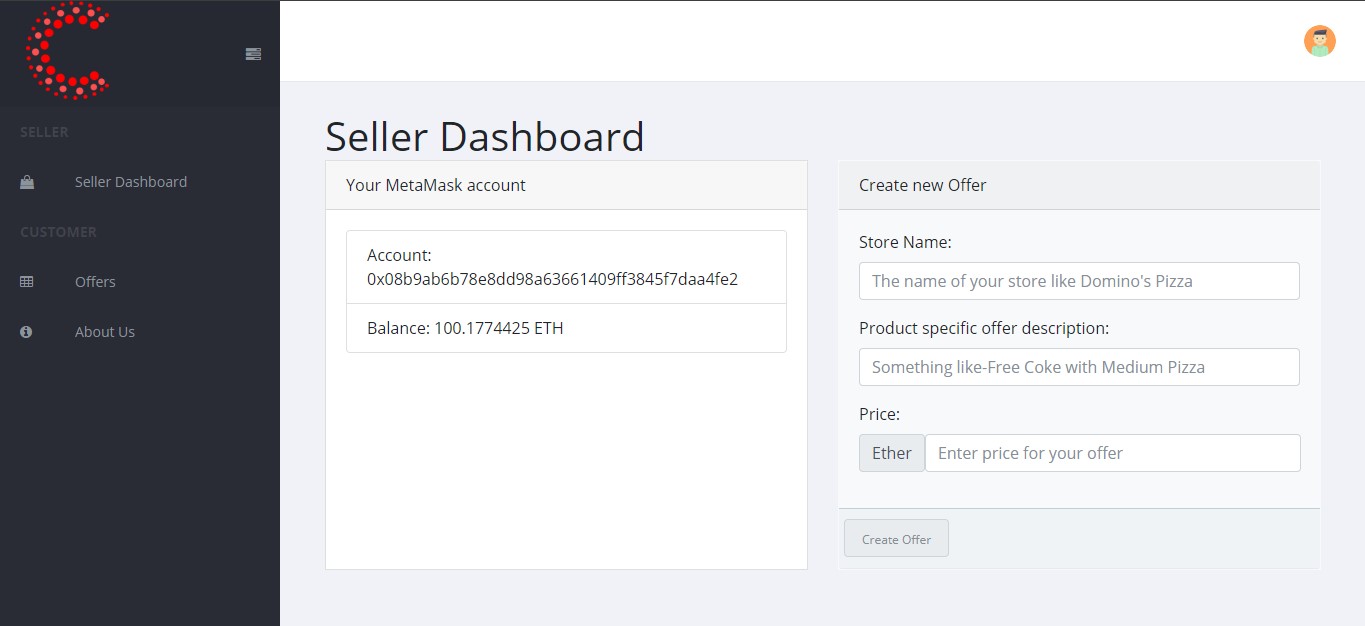 SELLER
Seller Dashboard
CUSTOMER
Offers
About Us
Seller Dashboard
Your MetaMask account
Account:
0x08b9ab6b78e8dd98a63661409ff3845f7daa4fe2
Balance: 100.1774425 ETH
Create new Offer
Store Name:
The name of your store like Domino's Pizza
Product specific offer description:
Something like-Free Coke with Medium Pizza
Price:
Ether Enter price for your offer
Create Offer